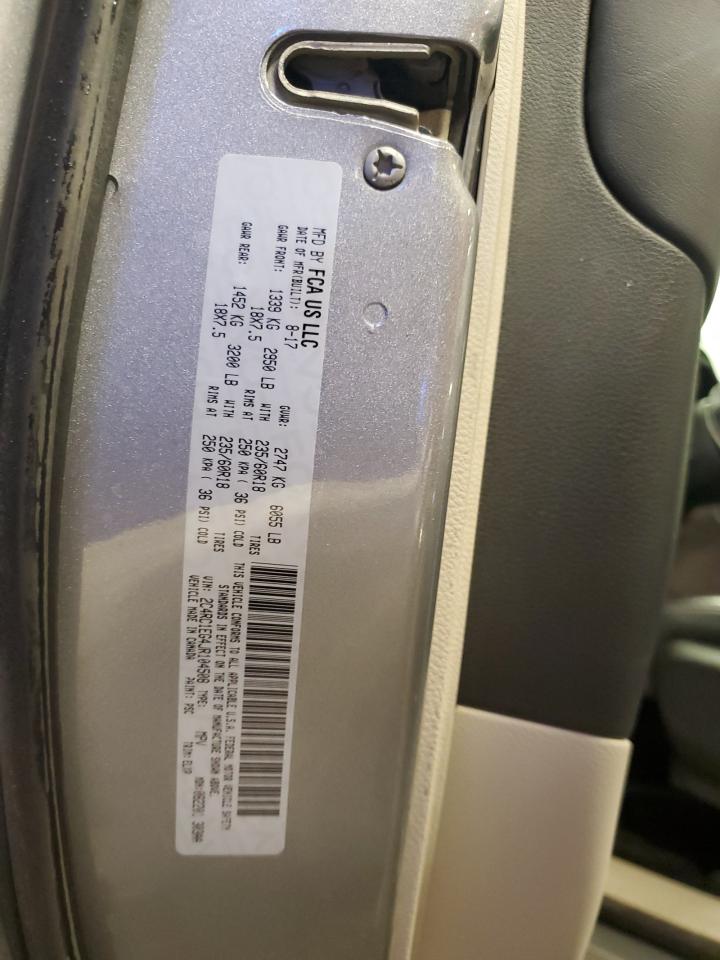 MFD BY FCA US LLC
DATE OF MFR(BUILT): 8-17 GVWR: 2747 KG 6055 LB
GAWR FRONT: 1339 KG 2950 LB WITH 235/60R18 TIRES
18X7.5 RIMS AT 250 KPA ( 36 PSI) COLD
GAWR REAR: 1452 KG 3200 LB WITH 235/60R18 TIRES
18X7.5 RIMS AT 250 KPA ( 36 PSI) COLD
THIS VEHICLE CONFORMS TO ALL APPLICABLE U.S.A. FEDERAL MOTOR VEHICLE SAFETY
STANDARDS IN EFFECT ON THE DATE OF MANUFACTURE SHOWN ABOVE.
VIN: 2C4RC1EG4JR104508 TYPE: MPV
VEHICLE MADE IN CANADA PAINT: PSC TRIM: